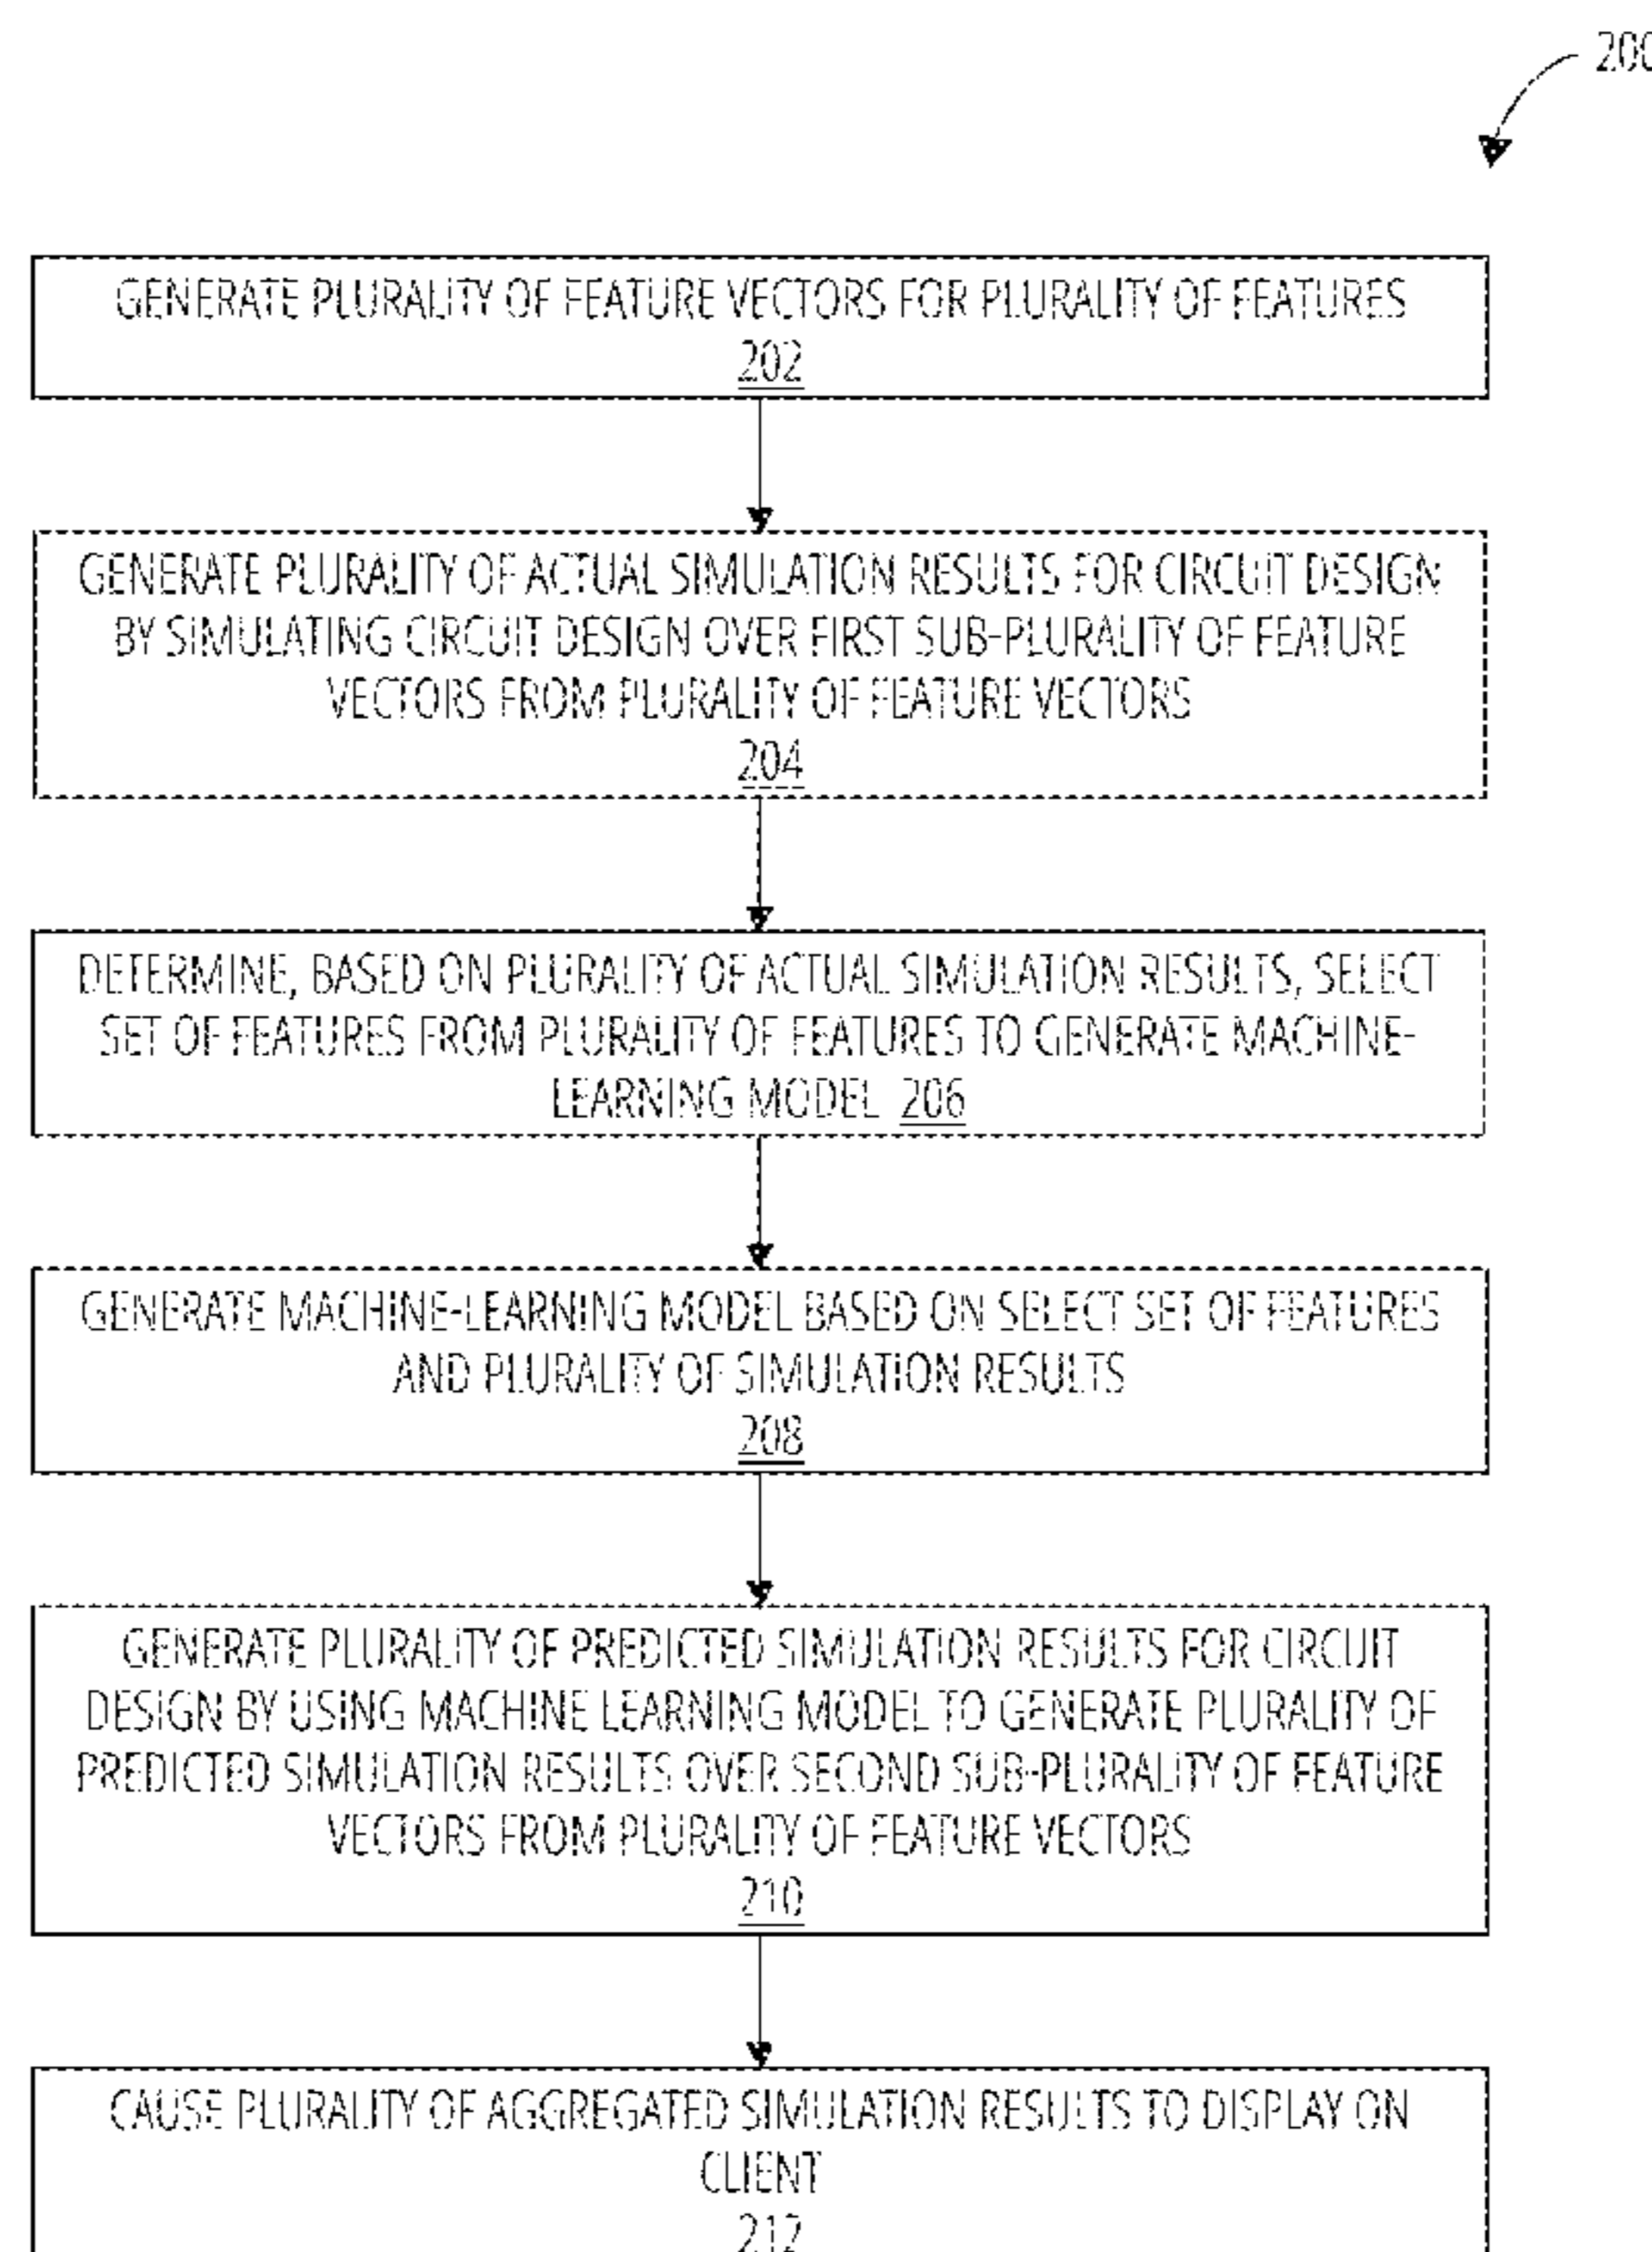 200
GENERATE PLURALITY OF FEATURE VECTORS FOR PLURALITY OF FEATURES
202
GENERATE PLURALITY OF ACTUAL SIMULATION RESULTS FOR CIRCUIT DESIGN
BY SIMULATING CIRCUIT DESIGN OVER FIRST SUB-PLURALITY OF FEATURE
VECTORS FROM PLURALITY OF FEATURE VECTORS
204
DETERMINE, BASED ON PLURALITY OF ACTUAL SIMULATION RESULTS, SELECT
SET OF FEATURES FROM PLURALITY OF FEATURES TO GENERATE MACHINE-
LEARNING MODEL 206
GENERATE MACHINE-LEARNING MODEL BASED ON SELECT SET OF FEATURES
AND PLURALITY OF SIMULATION RESULTS
208
GENERATE PLURALITY OF PREDICTED SIMULATION RESULTS FOR CIRCUIT
DESIGN BY USING MACHINE LEARNING MODEL TO GENERATE PLURALITY OF
PREDICTED SIMULATION RESULTS OVER SECOND SUB-PLURALITY OF FEATURE
VECTORS FROM PLURALITY OF FEATURE VECTORS
210
CAUSE PLURALITY OF AGGREGATED SIMULATION RESULTS TO DISPLAY ON
CLIENT
212